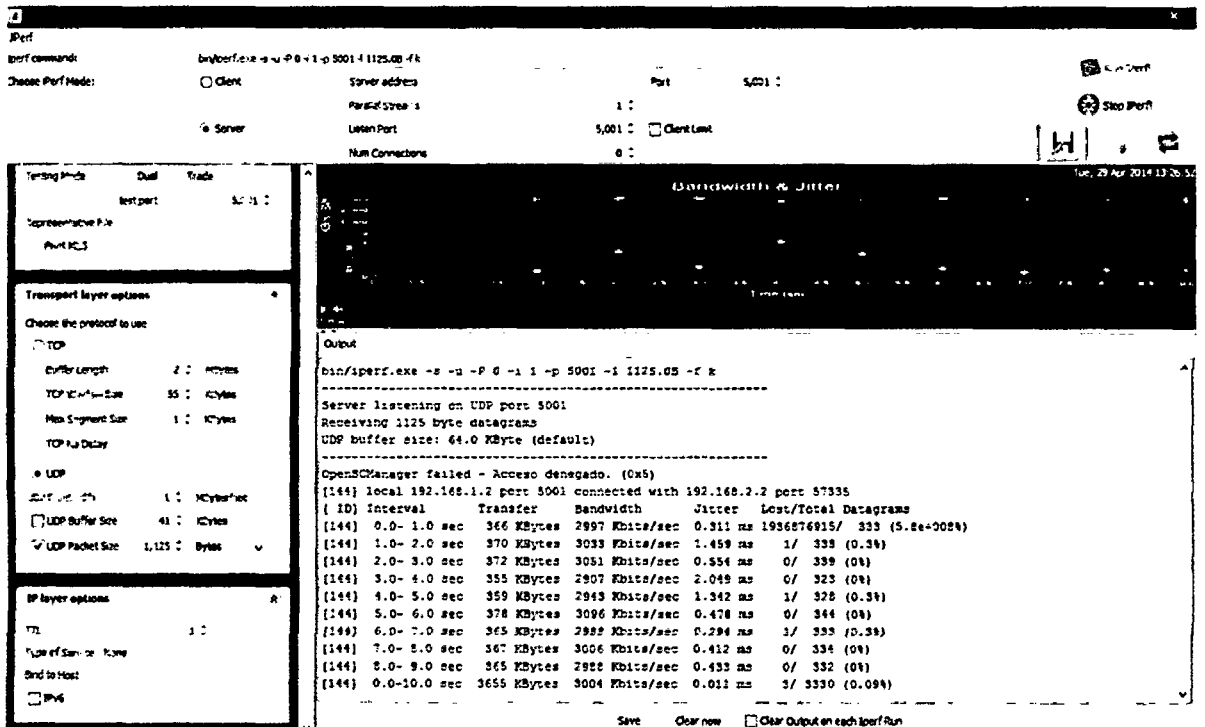 JPerf
Iperf command:
bin/iperf.exe -s -u -P 0 -i 1 -p 5001 -l 1125.0B -f k
Choose iPerf Mode:
Client
Server address
Port 5,001
Parallel Streams 1
Stop IPerf!
Server
Listen Port 5,001
Client Limit
Num Connections 0
Testing Mode Dual Trade
test port
Tue, 29 Apr 2014 13:26:52
Bandwidth & Jitter
Representative File
Print MSS
Transport layer options
Choose the protocol to use
TCP
Buffer Length 2 MBytes
TCP Window Size KBytes
Max Segment Size 1 KBytes
TCP No Delay
UDP
UDP Buffer Size 41 KBytes
UDP Packet Size 1,125 Bytes
IP layer options
TTL 1
Type of Service None
Bind to Host
IPv6
Output
bin/iperf.exe -s -u -P 0 -i 1 -p 5001 -l 1125.0B -f k
------------------------------------------------------------
Server listening on UDP port 5001
Receiving 1125 byte datagrams
UDP buffer size: 64.0 KByte (default)
------------------------------------------------------------
OpenSCManager failed - Acceso denegado. (0x5)
[144] local 192.168.1.2 port 5001 connected with 192.168.2.2 port 57335
[ ID] Interval Transfer Bandwidth Jitter Lost/Total Datagrams
[144] 0.0- 1.0 sec 366 KBytes 2997 Kbits/sec 0.311 ms 1936876915/ 333 (5.8e+008%)
[144] 1.0- 2.0 sec 370 KBytes 3033 Kbits/sec 1.459 ms 1/ 338 (0.3%)
[144] 2.0- 3.0 sec 372 KBytes 3051 Kbits/sec 0.554 ms 0/ 339 (0%)
[144] 3.0- 4.0 sec 355 KBytes 2907 Kbits/sec 2.049 ms 0/ 323 (0%)
[144] 4.0- 5.0 sec 359 KBytes 2943 Kbits/sec 1.342 ms 1/ 328 (0.3%)
[144] 5.0- 6.0 sec 378 KBytes 3096 Kbits/sec 0.478 ms 0/ 344 (0%)
[144] 6.0- 7.0 sec 365 KBytes 2988 Kbits/sec 0.294 ms 1/ 333 (0.3%)
[144] 7.0- 8.0 sec 367 KBytes 3006 Kbits/sec 0.412 ms 0/ 334 (0%)
[144] 8.0- 9.0 sec 365 KBytes 2988 Kbits/sec 0.433 ms 0/ 332 (0%)
[144] 0.0-10.0 sec 3655 KBytes 3004 Kbits/sec 0.012 ms 3/ 3330 (0.09%)
Save
Clear now
Clear Output on each Iperf Run